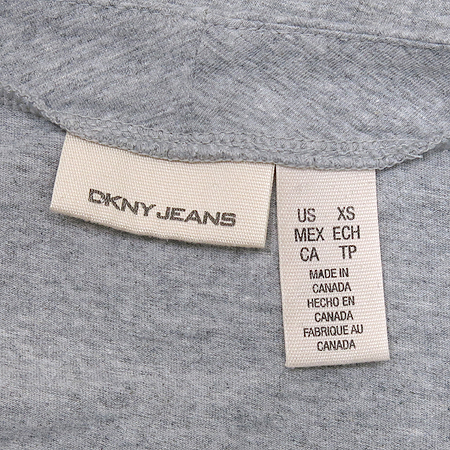 DKNY JEANS
US XS
MEX ECH
CA TP
MADE IN
CANADA
HECHO EN
CANADA
FABRIQUE AU
CANADA